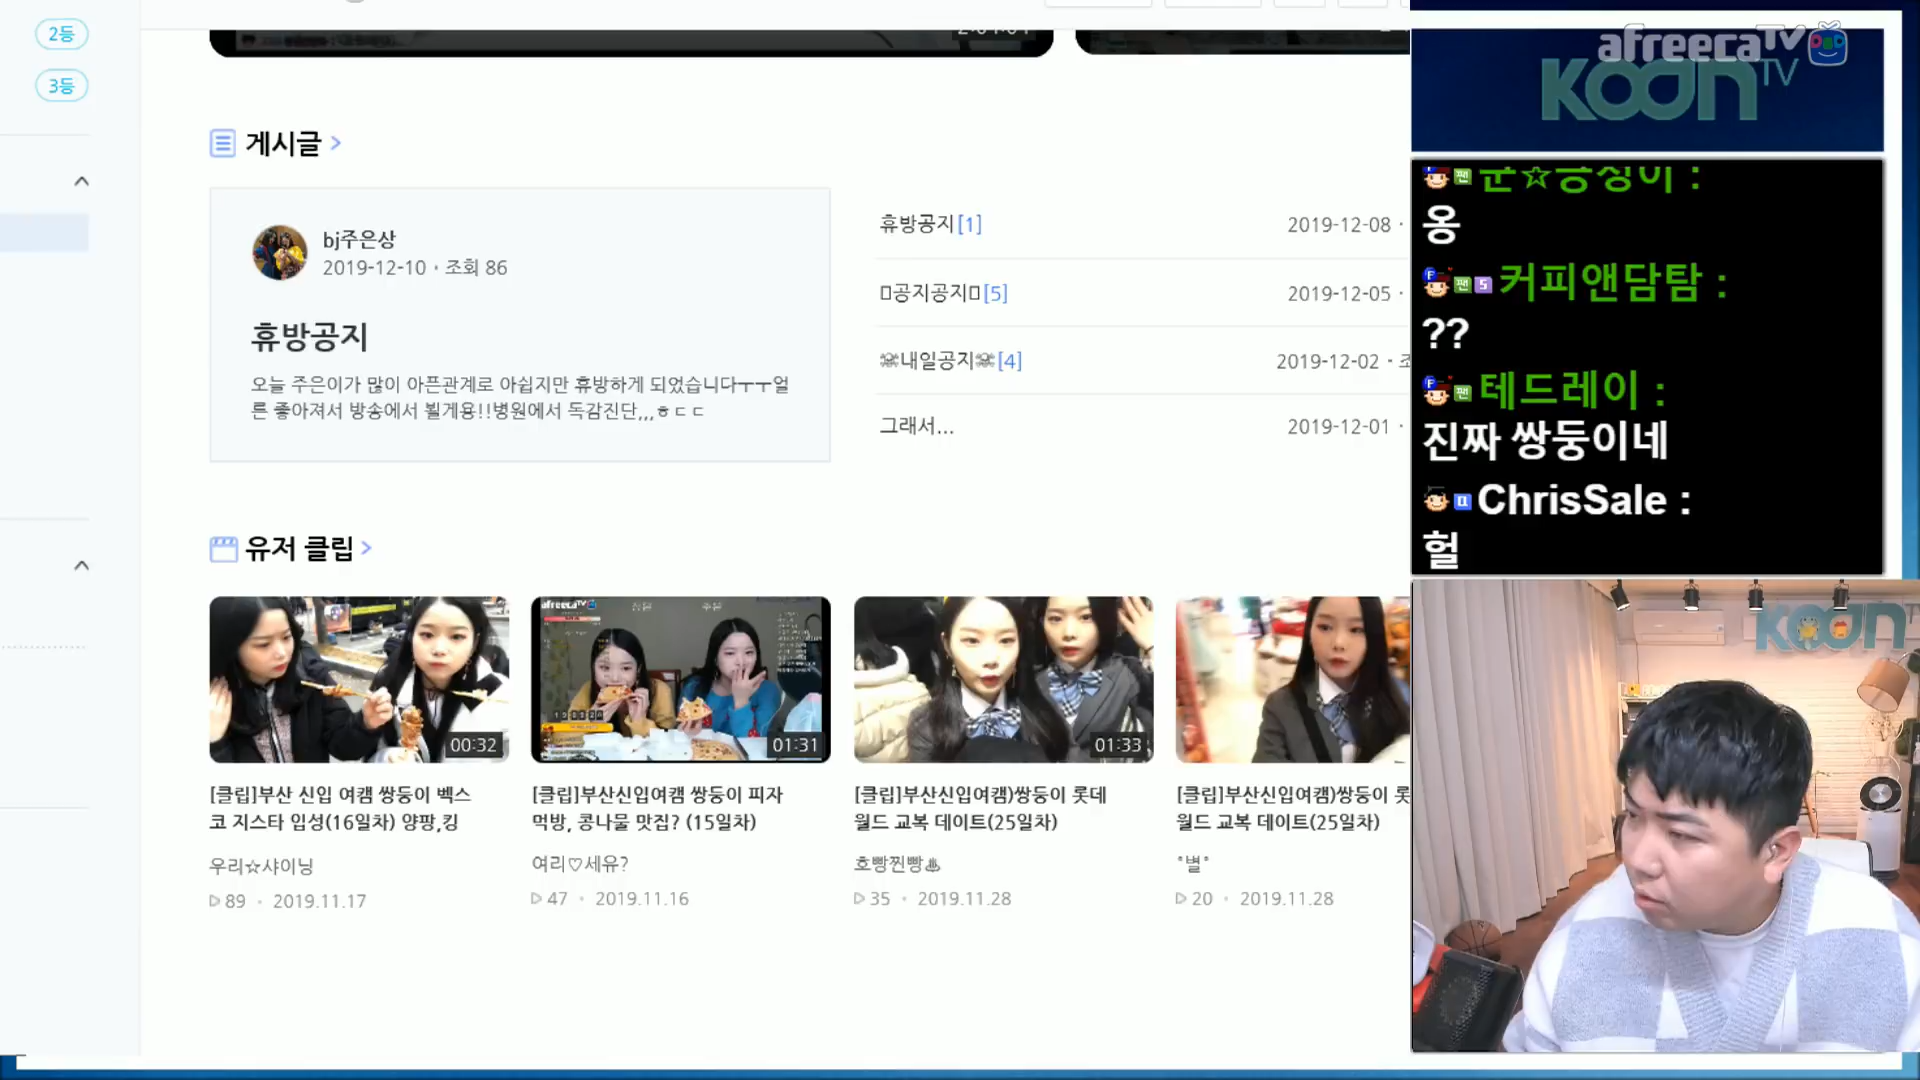 2등
3등
게시글 >
bj주은상
2019-12-10 · 조회 86
휴방공지
오늘 주은이가 많이 아픈관계로 아쉽지만 휴방하게 되었습니다ㅜㅜ얼
른 좋아져서 방송에서 뵐게용!!병원에서 독감진단,,,ㅎㄷㄷ
휴방공지[1] 2019-12-08 ·
공지공지[5] 2019-12-05 ·
☠내일공지☠[4] 2019-12-02 · 조
그래서... 2019-12-01 ·
유저 클립 >
00:32
afreecaTV
01:31
01:33
[클립]부산 신입 여캠 쌍둥이 벡스
코 지스타 입성(16일차) 양팡,킹
우리☆샤이닝
89 · 2019.11.17
[클립]부산신입여캠 쌍둥이 피자
먹방, 콩나물 맛집? (15일차)
여리♡세유?
47 · 2019.11.16
[클립]부산신입여캠)쌍둥이 롯데
월드 교복 데이트(25일차)
호빵찐빵♨
35 · 2019.11.28
[클립]부산신입여캠)쌍둥이 롯
월드 교복 데이트(25일차)
*별*
20 · 2019.11.28
afreecaTV
KOON TV
옹
커피앤담탐 :
??
테드레이 :
진짜 쌍둥이네
ChrisSale :
헐
KOON